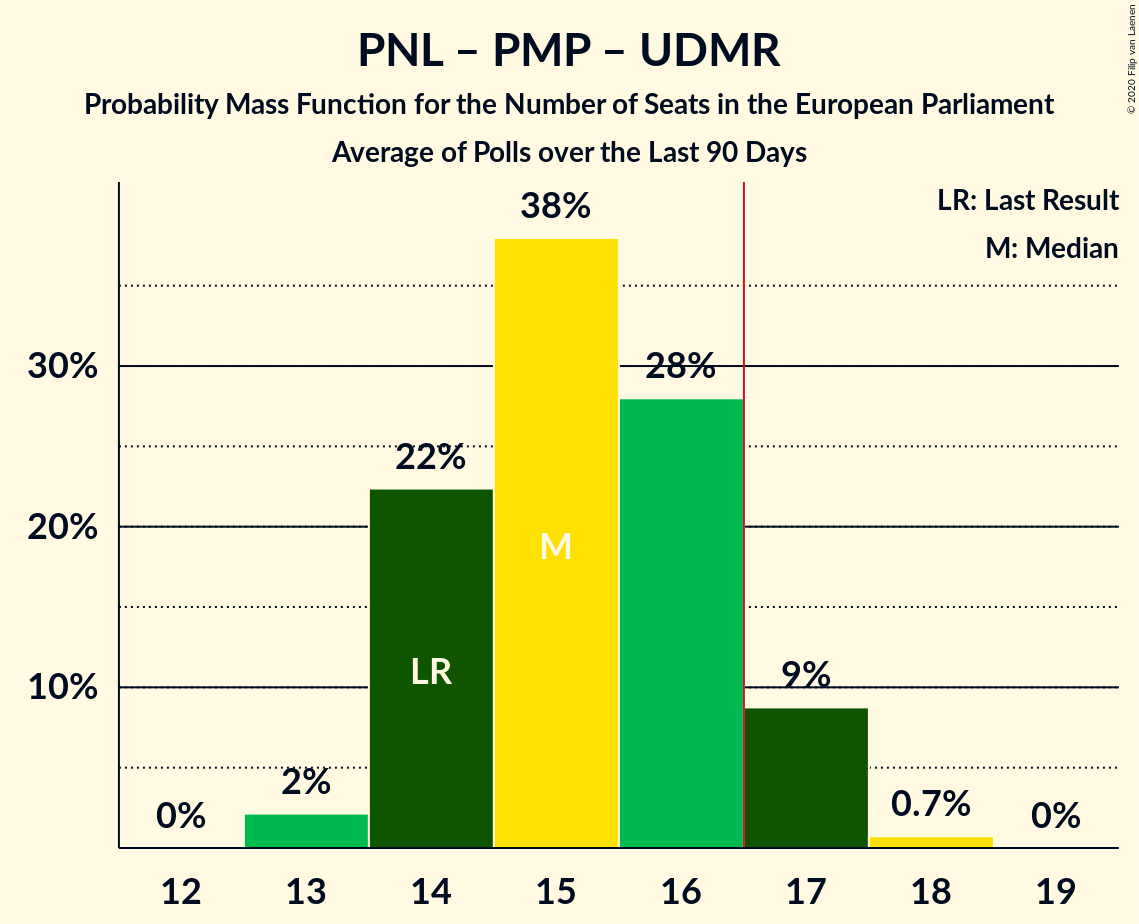 PNL – PMP – UDMR
Probability Mass Function for the Number of Seats in the European Parliament
Average of Polls over the Last 90 Days
© 2020 Filip van Laenen
LR: Last Result
M: Median
38%
30%
28%
22%
20%
M
LR
10%
9%
2%
0%
0.7%
0%
12 13 14 15 16 17 18 19